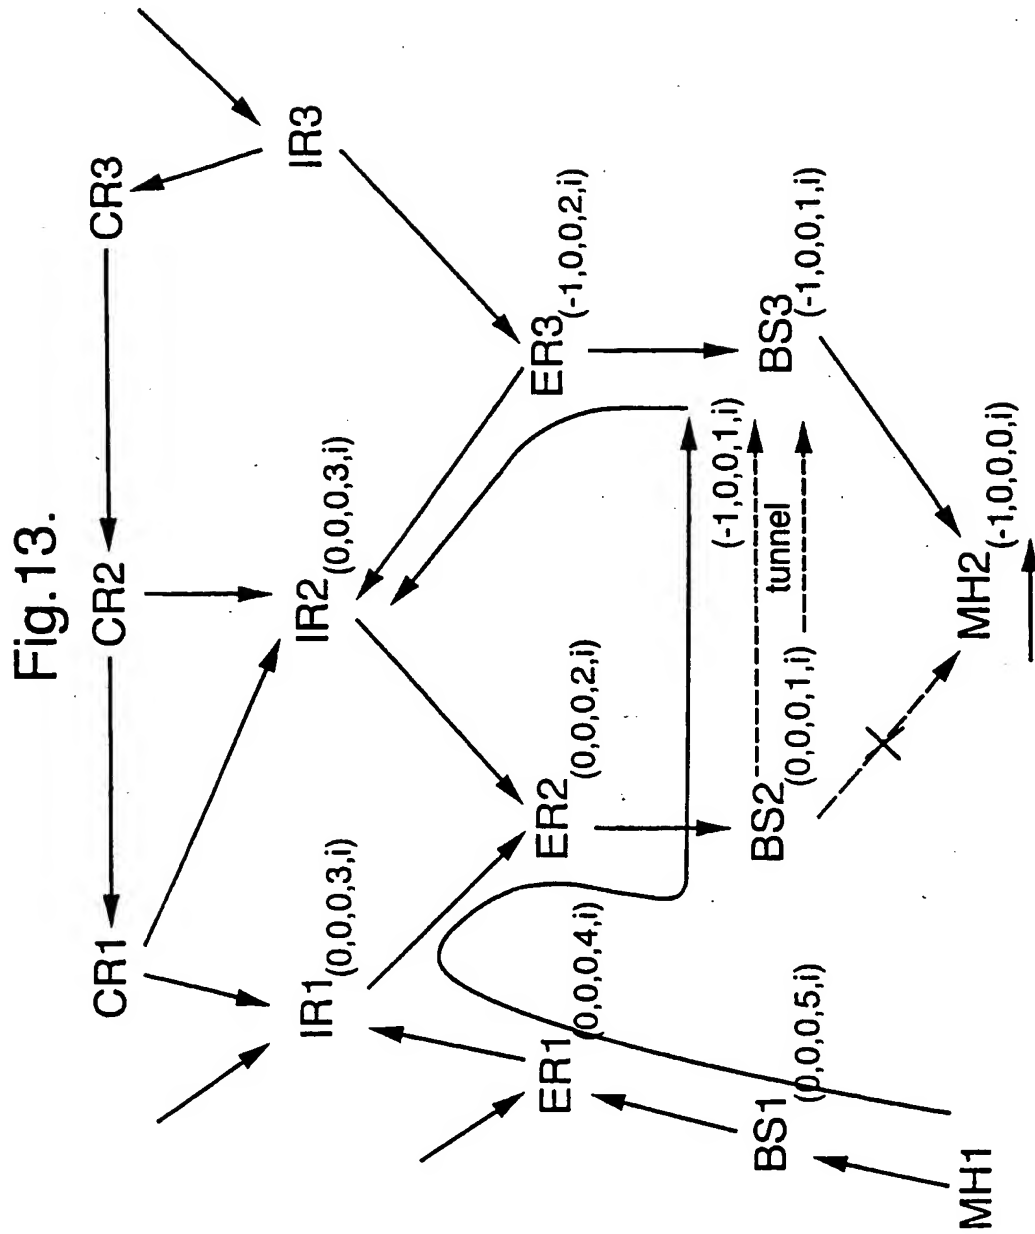 Fig.13.
CR1
CR2
CR3
IR1(0,0,0,3,i)
IR2(0,0,0,3,i)
IR3
ER1(0,0,0,4,i)
ER2(0,0,0,2,i)
ER3(-1,0,0,2,i)
(-1,0,0,1,i)
tunnel
BS1(0,0,0,5,i)
BS2(0,0,0,1,i)
BS3(-1,0,0,1,i)
MH1
MH2(-1,0,0,0,i)